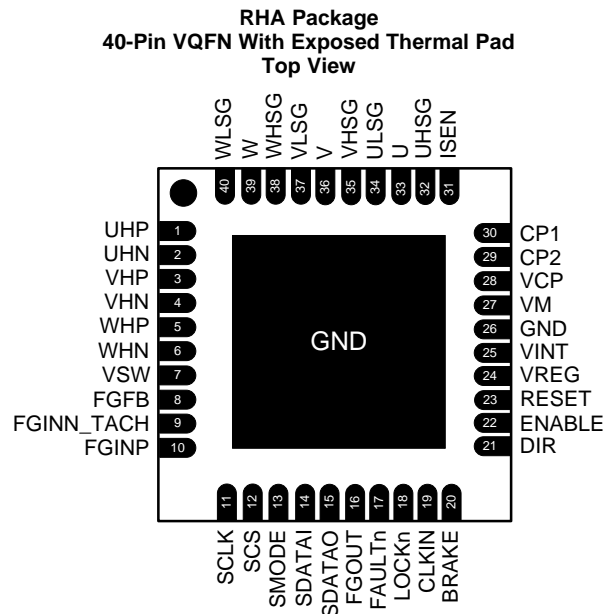 RHA Package
40-Pin VQFN With Exposed Thermal Pad
Top View
WLSG
W
WHSG
VLSG
V
VHSG
ULSG
U
UHSG
ISEN
40
39
38
37
36
35
34
33
32
31
UHP 1
UHN 2
VHP 3
VHN 4
WHP 5
WHN 6
VSW 7
FGFB 8
FGINN_TACH 9
FGINP 10
GND
30 CP1
29 CP2
28 VCP
27 VM
26 GND
25 VINT
24 VREG
23 RESET
22 ENABLE
21 DIR
11
12
13
14
15
16
17
18
19
20
SCLK
SCS
SMODE
SDATAI
SDATAO
FGOUT
FAULTn
LOCKn
CLKIN
BRAKE